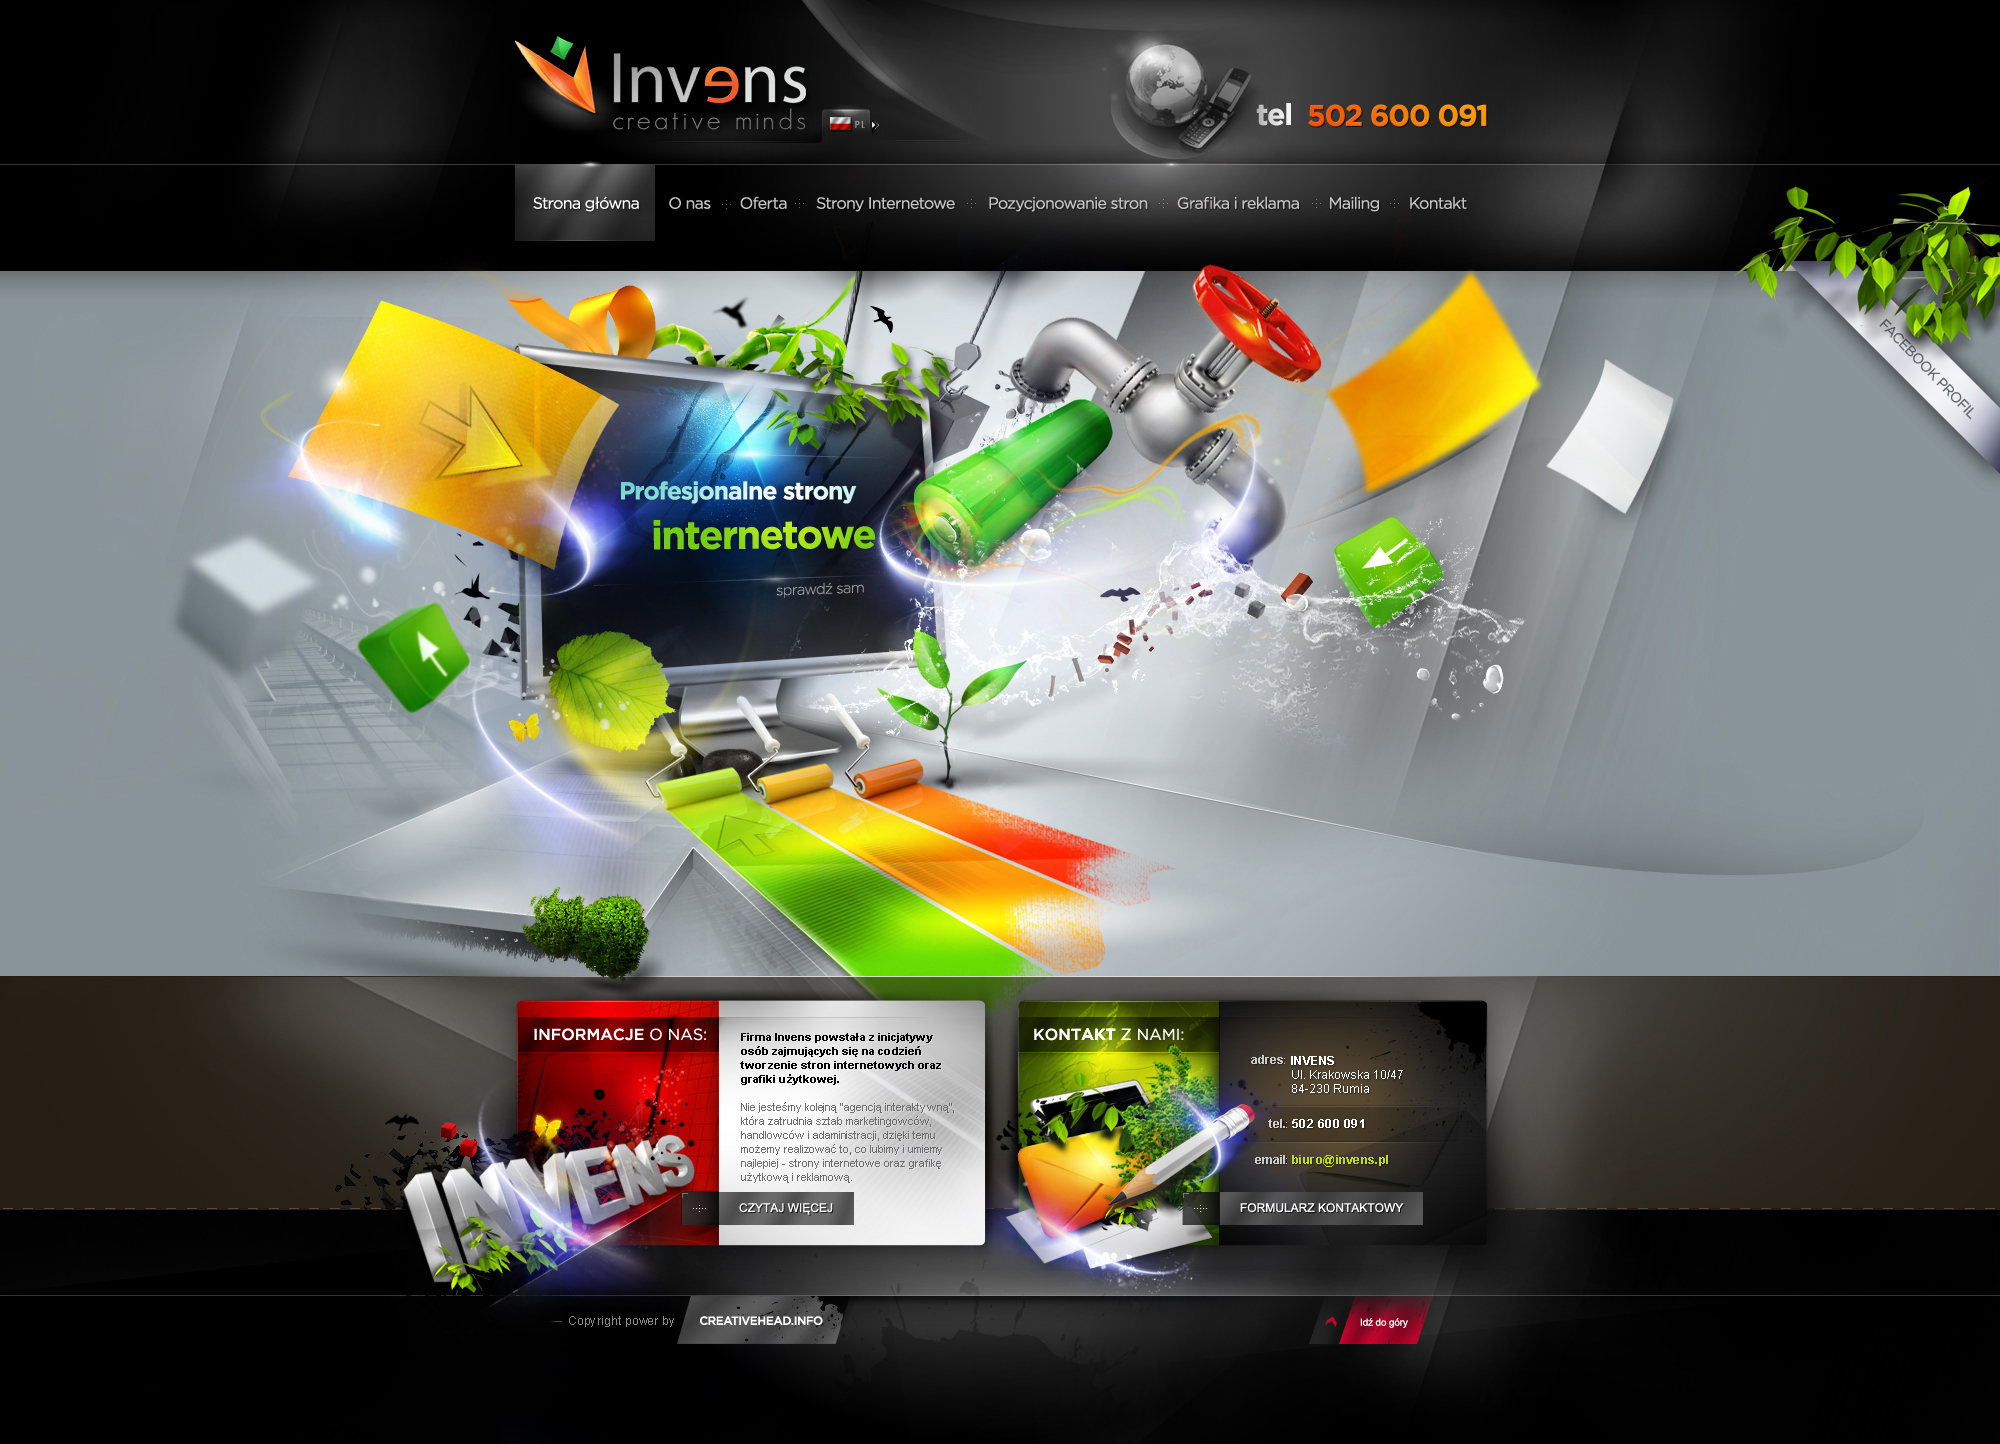 Invens
creative minds
PL
tel 502 600 091
Strona główna
O nas
Oferta
Strony Internetowe
Pozycjonowanie stron
Grafika i reklama
Mailing
Kontakt
FACEBOOK PROFIL
Profesjonalne strony
internetowe
sprawdź sam
INFORMACJE O NAS:
Firma Invens powstała z inicjatywy
osób zajmujących się na codzień
tworzenie stron internetowych oraz
grafiki użytkowej.
Nie jesteśmy kolejną "agencją interaktywną",
która zatrudnia sztab marketingowców,
handlowców i adaministracji, dzięki temu
możemy realizować to, co lubimy i umiemy
najlepiej - strony internetowe oraz grafikę
użytkową i reklamową.
CZYTAJ WIĘCEJ
INVENS
KONTAKT Z NAMI:
adres: INVENS
Ul. Krakowska 10/47
84-230 Rumia
tel.: 502 600 091
email: biuro@invens.pl
FORMULARZ KONTAKTOWY
Copyright power by
CREATIVEHEAD.INFO
Idź do góry